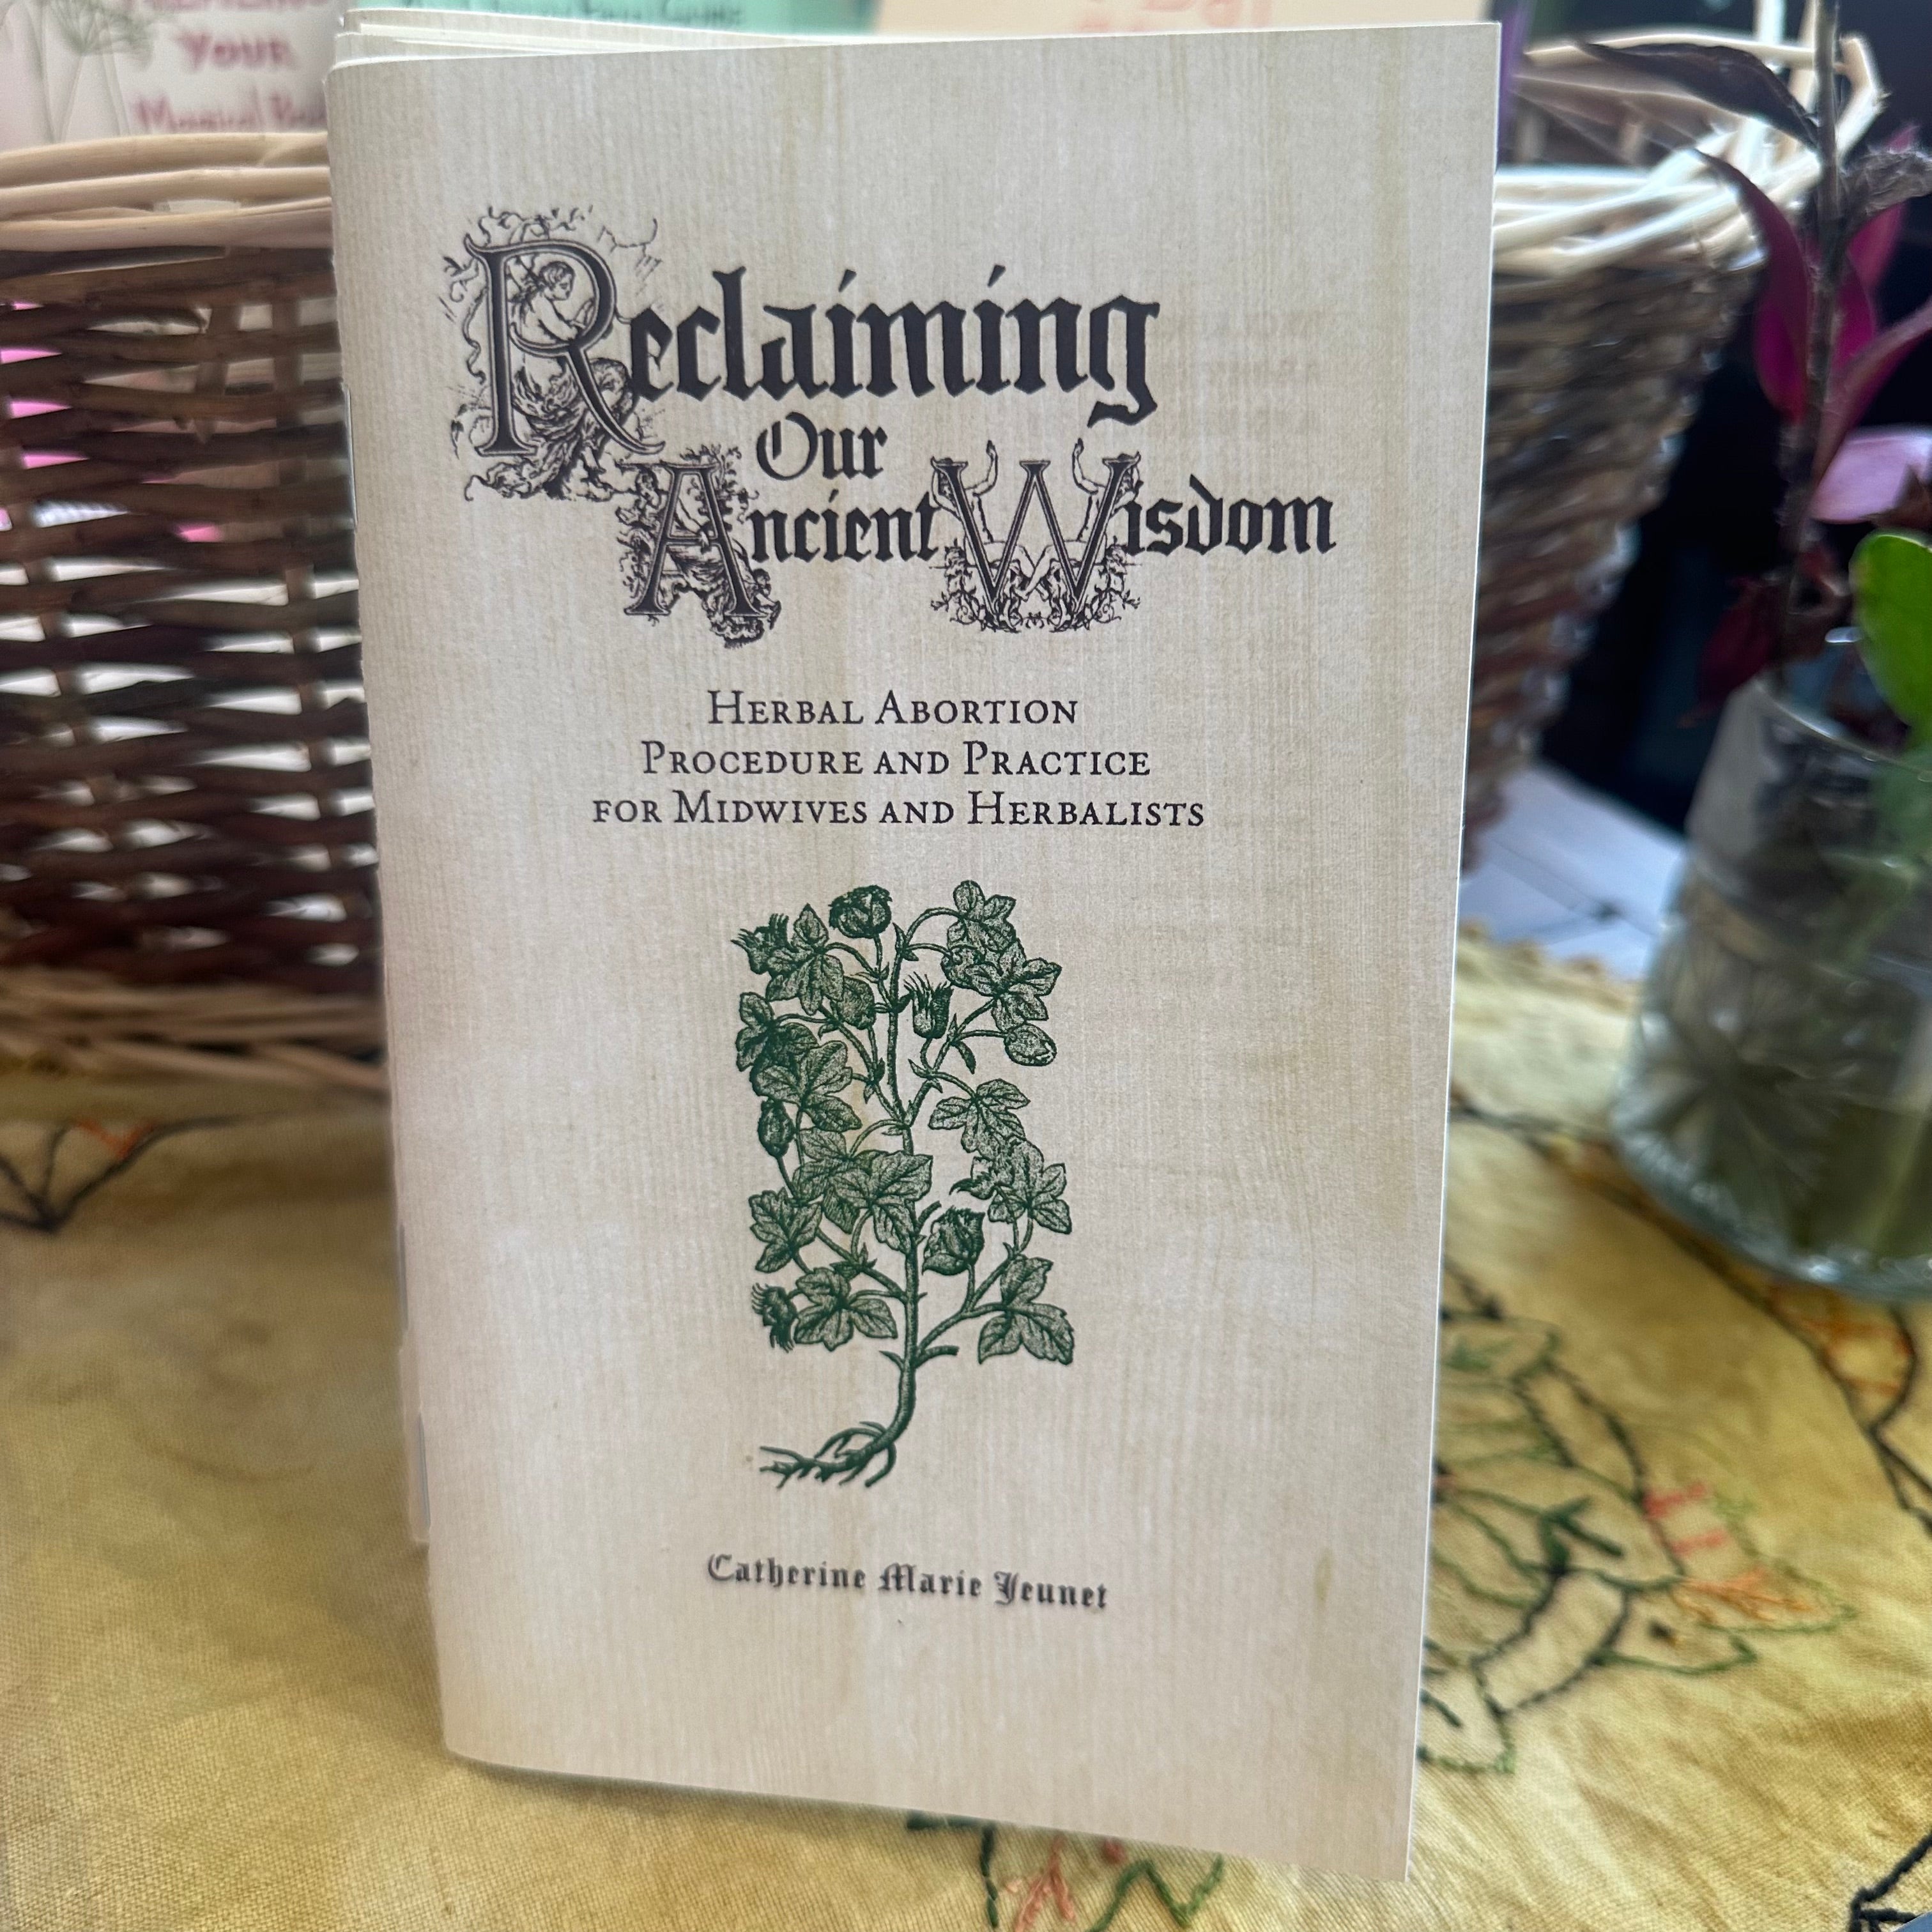 YOUR
Reclaiming
Our
Ancient Wisdom
Herbal Abortion
Procedure and Practice
for Midwives and Herbalists
Catherine Marie Jeunet